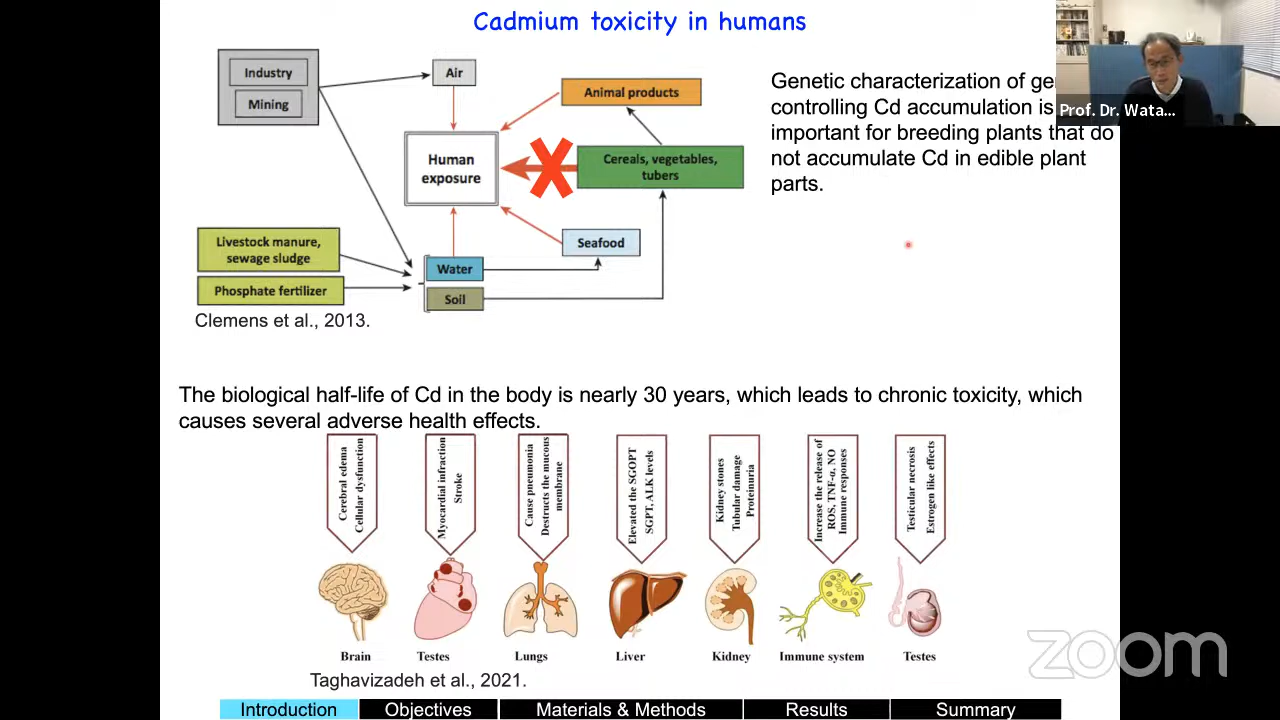 Cadmium toxicity in humans
Industry
Mining
Air
Animal products
Human
exposure
Cereals, vegetables,
tubers
Livestock manure,
sewage sludge
Phosphate fertilizer
Water
Soil
Seafood
Clemens et al., 2013.
Genetic characterization of
controlling Cd accumulation is
important for breeding plants that do
not accumulate Cd in edible plant
parts.
Prof. Dr. Wata...
The biological half-life of Cd in the body is nearly 30 years, which leads to chronic toxicity, which
causes several adverse health effects.
Cerebral edema
Cellular dysfunction
Myocardial infraction
Stroke
Cause pneumonia
Destructs the mucous
membrane
Elevated the SGOPT
SGPT, ALK levels
Kidney stones
Tubular damage
Proteinuria
Increase the release of
ROS, TNF-α, NO
Immune responses
Testicular necrosis
Estrogen like effects
Brain
Testes
Lungs
Liver
Kidney
Immune system
Testes
Taghavizadeh et al., 2021.
zoom
Introduction
Objectives
Materials & Methods
Results
Summary